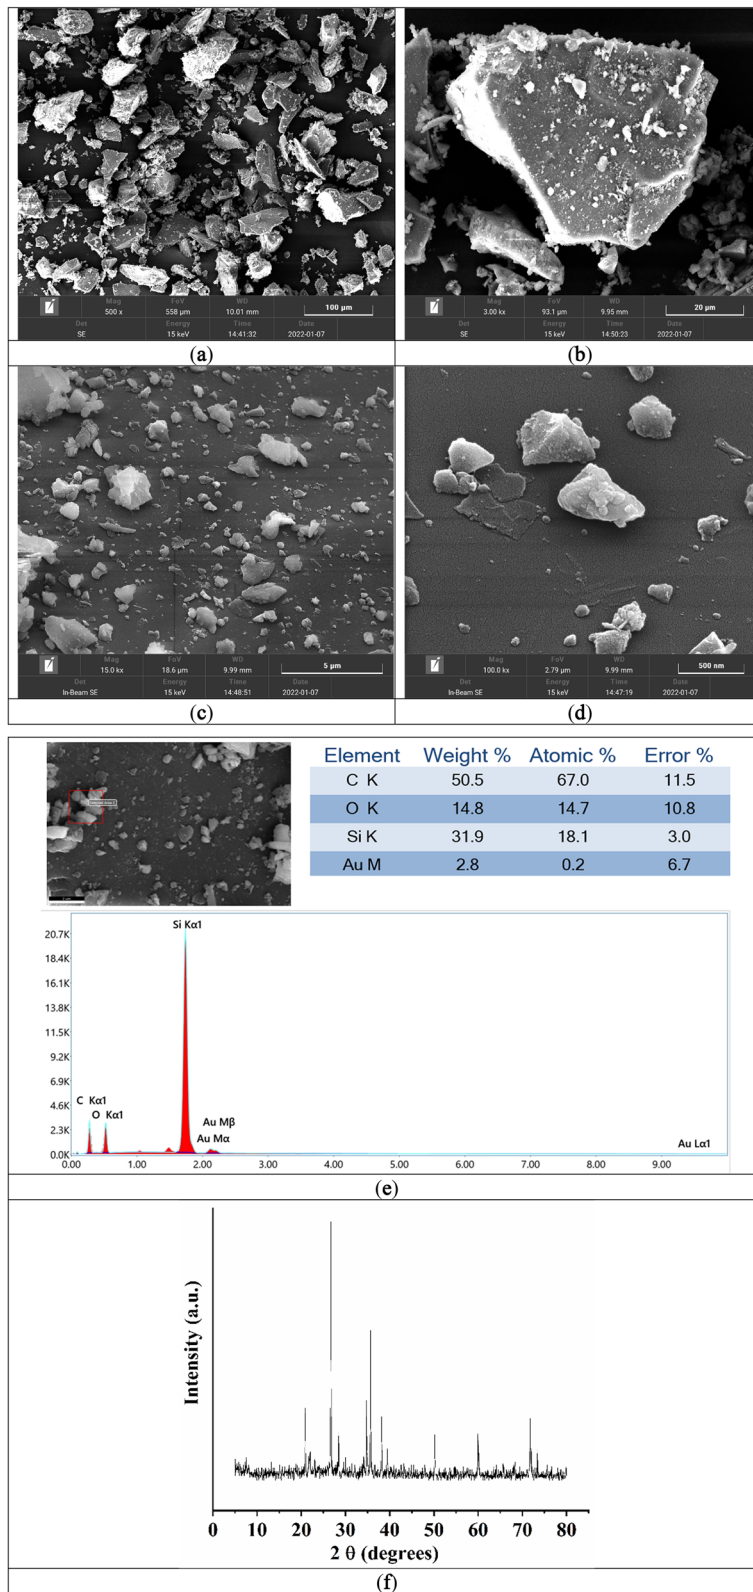 Mag FoV WD
500 x 558 µm 10.01 mm 100 µm
Det Energy Time Date
SE 15 keV 14:41:32 2022-01-07
(a)
Mag FoV WD
3.00 kx 93.1 µm 9.95 mm 20 µm
Det Energy Time Date
SE 15 keV 14:50:23 2022-01-07
(b)
Mag FoV WD
15.0 kx 18.6 µm 9.99 mm 5 µm
Det Energy Time Date
In-Beam SE 15 keV 14:48:51 2022-01-07
(c)
Mag FoV WD
100.0 kx 2.79 µm 9.99 mm 500 nm
Det Energy Time Date
In-Beam SE 15 keV 14:47:19 2022-01-07
(d)
Element Weight % Atomic % Error %
C K 50.5 67.0 11.5
O K 14.8 14.7 10.8
Si K 31.9 18.1 3.0
Au M 2.8 0.2 6.7
20.7K
18.4K
16.1K
13.8K
11.5K
9.2K
6.9K
4.6K
2.3K
0.0K
Si Kα1
C Kα1
O Kα1
Au Mβ
Au Mα
Au Lα1
0.00 1.00 2.00 3.00 4.00 5.00 6.00 7.00 8.00 9.00
(e)
Intensity (a.u.)
0 10 20 30 40 50 60 70 80
2 θ (degrees)
(f)